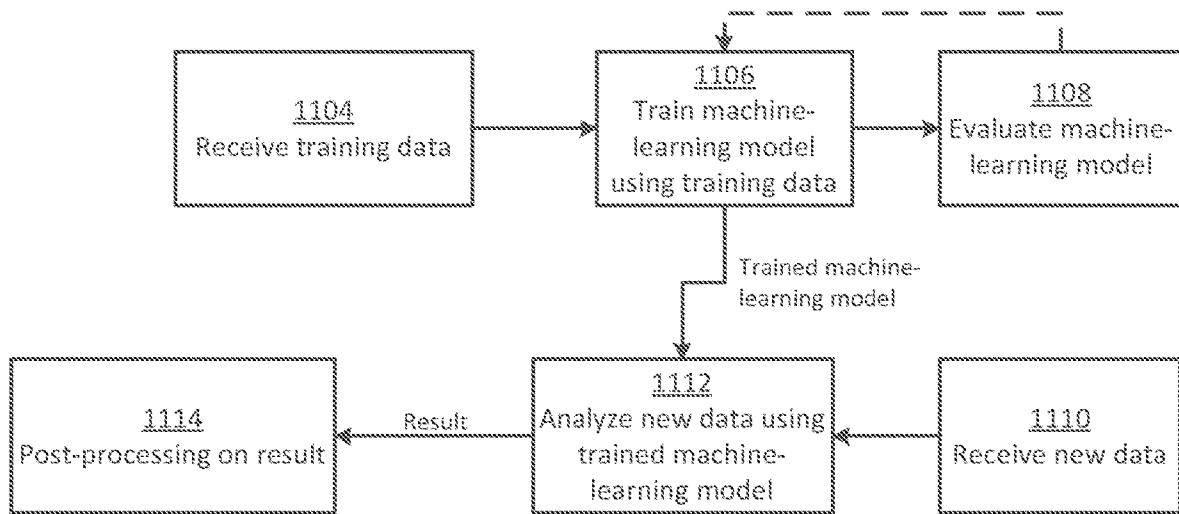 1104
Receive training data
1106
Train machine-
learning model
using training data
1108
Evaluate machine-
learning model
Trained machine-
learning model
1114
Post-processing on result
Result
1112
Analyze new data using
trained machine-
learning model
1110
Receive new data